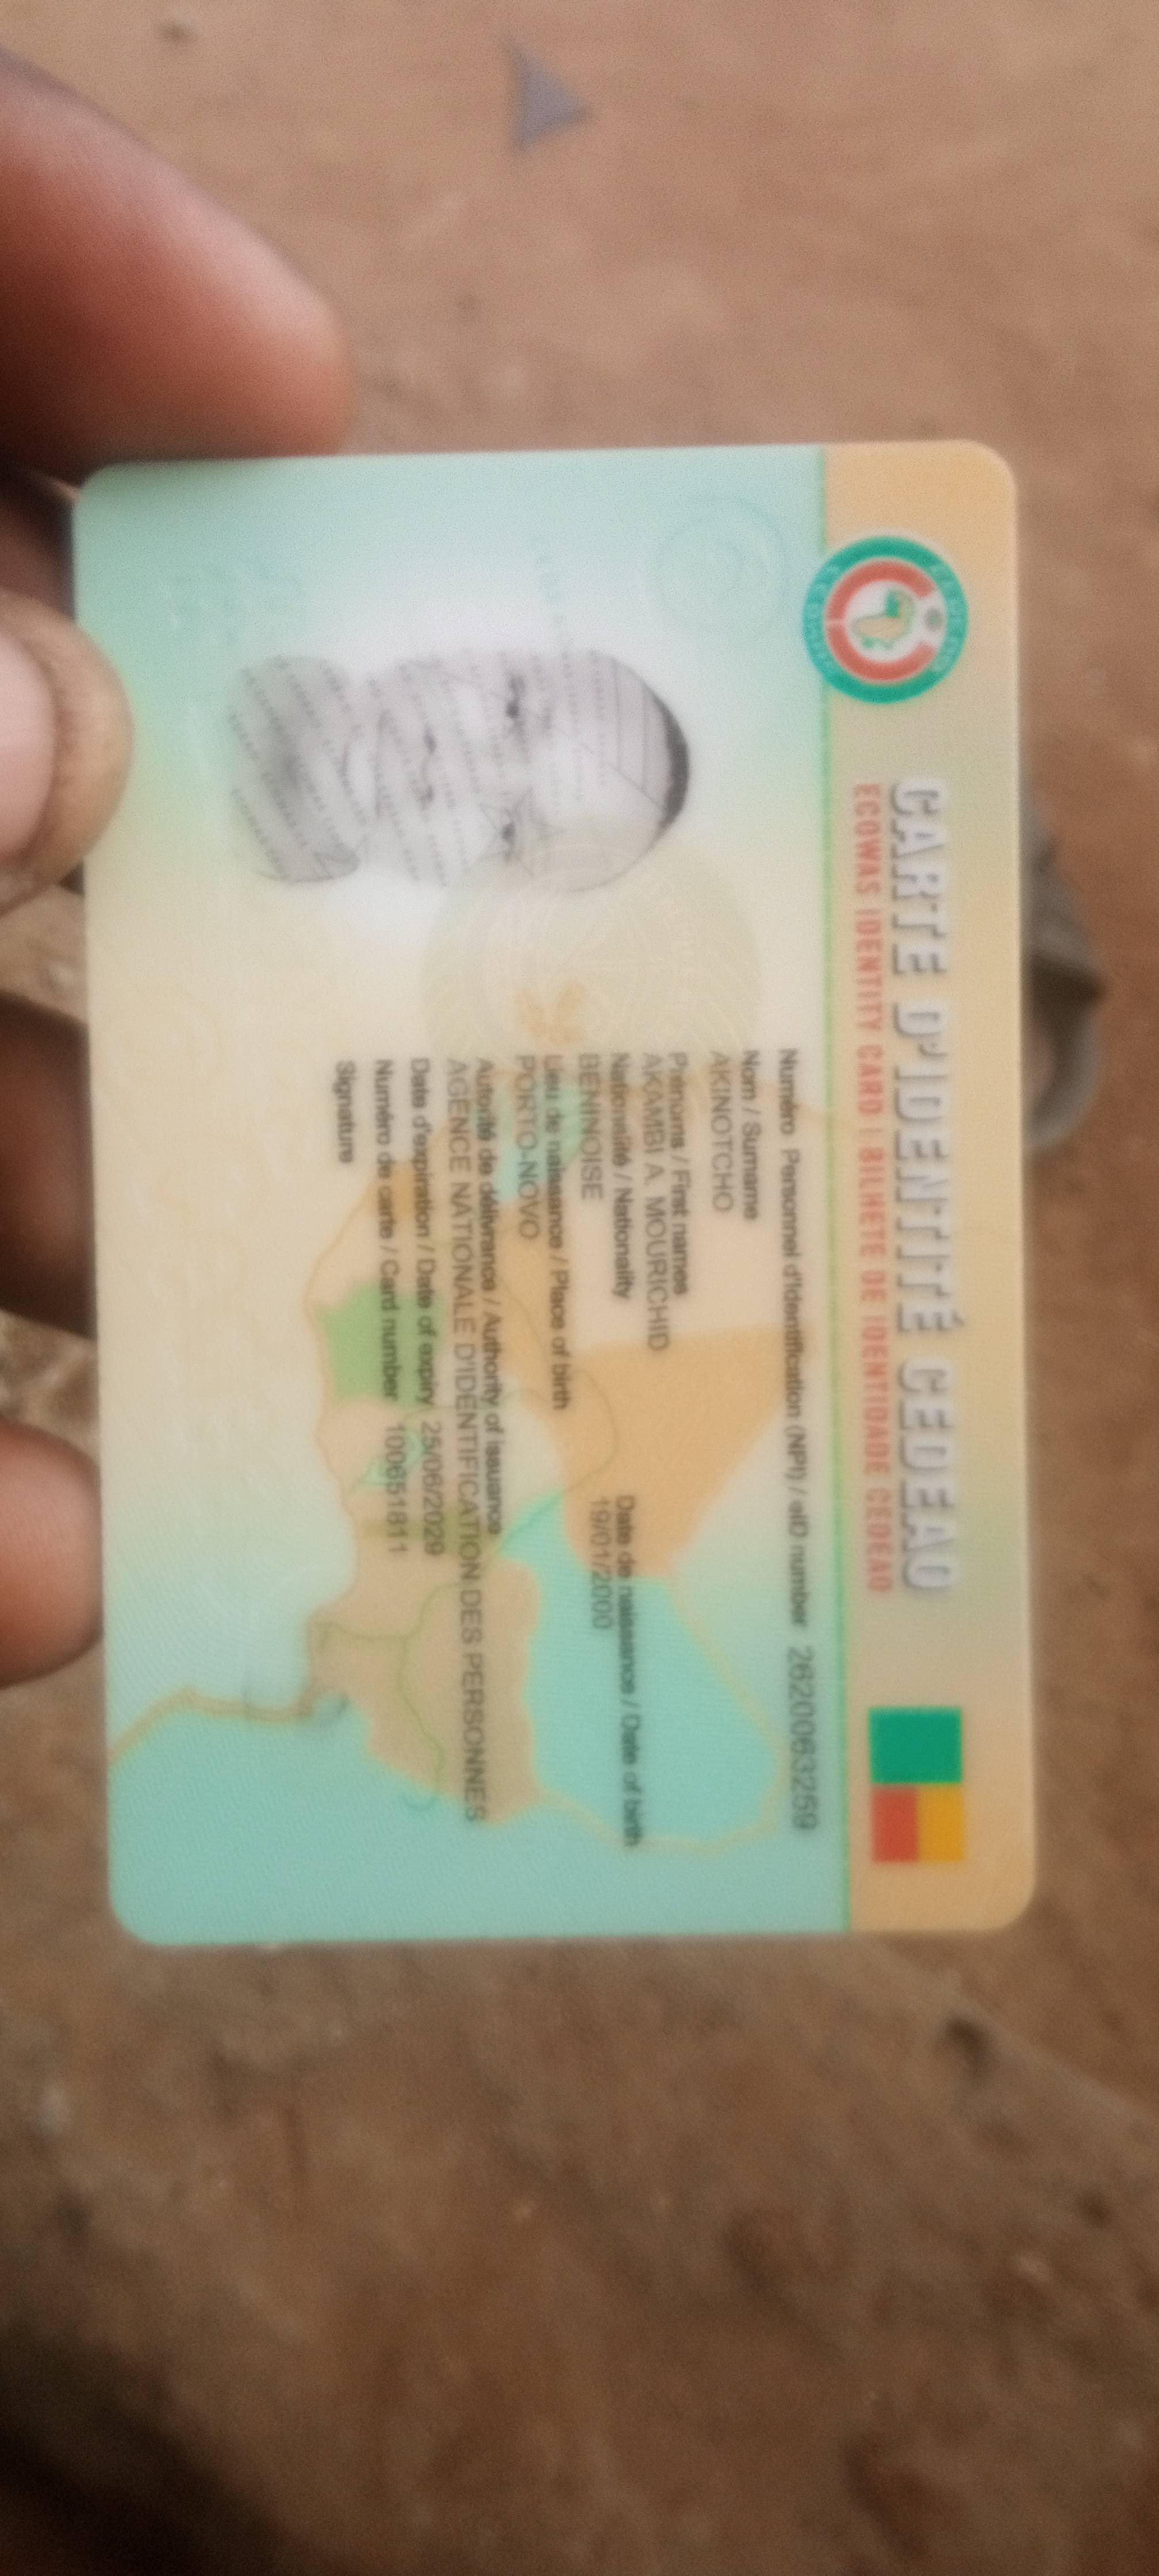 CARTE D'IDENTITÉ CEDEAO
ECOWAS IDENTITY CARD | BILHETE DE IDENTIDADE CEDEAO
Numéro Personnel d'Identification (NPI) / eID number 2620063259
Nom / Surname
AKINOTCHO
Prénoms / First names
AKAMBI A. MOURICHID
Nationalité / Nationality Date de naissance / Date of birth
BENINOISE 19/01/2000
Lieu de naissance / Place of birth
PORTO-NOVO
Autorité de délivrance / Authority of issuance
AGENCE NATIONALE D'IDENTIFICATION DES PERSONNES
Date d'expiration / Date of expiry 25/06/2029
Numéro de carte / Card number 100651811
Signature